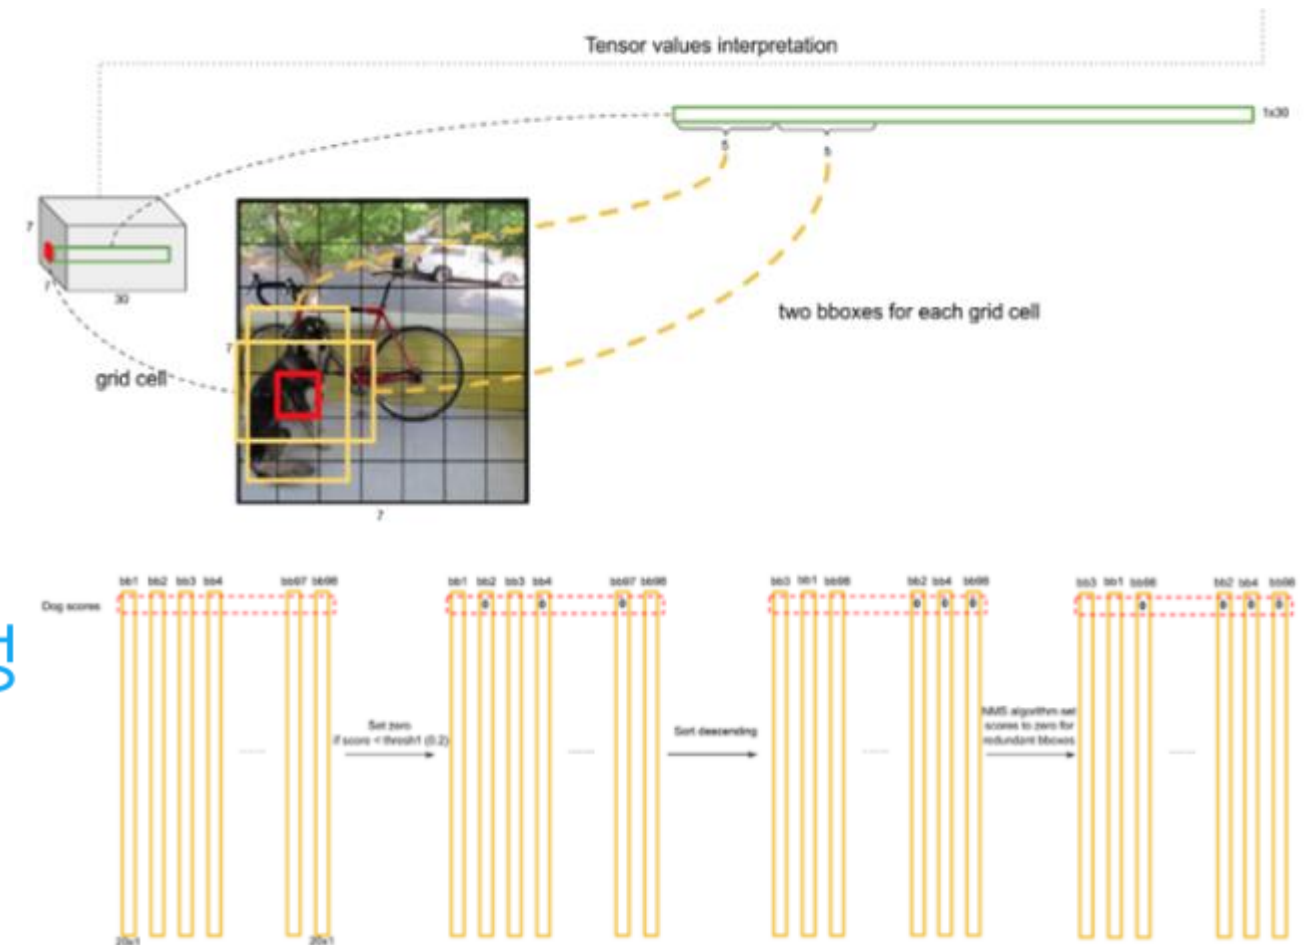 Tensor values interpretation
1x30
5
5
7
7
30
two bboxes for each grid cell
7
grid cell
7
bb1 bb2 bb3 bb4 bb97 bb98
bb1 bb2 bb3 bb4 bb97 bb98
bb3 bb1 bb98
bb2 bb4 bb98
bb3 bb1 bb98
bb2 bb4 bb98
Dog scores
0 0 0
0 0 0
0 0 0 0
Set zero
if score < thresh1 (0.2)
Sort descending
NMS algorithm set
scores to zero for
redundant bboxes
20x1
20x1